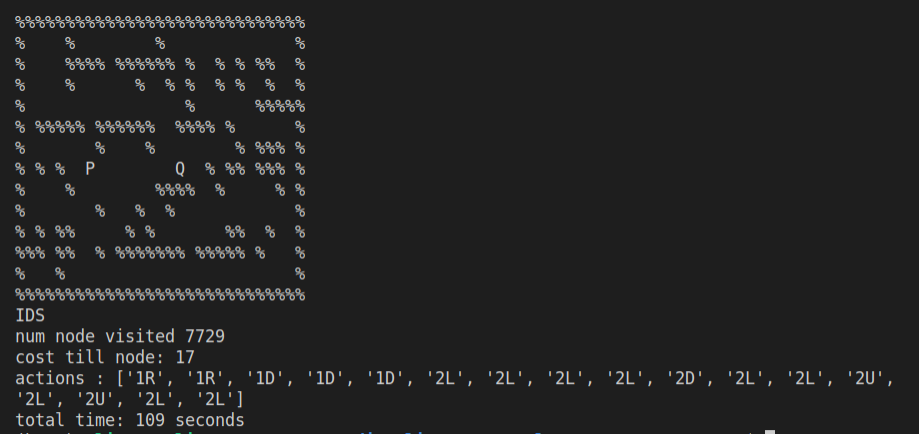 %%%%%%%%%%%%%%%%%%%%%%%%%%%%%
%    %        %             %
%    %%%% %%%%%% %  % % %%  %
%    %      %  % %  % %  %  %
%                %      %%%%%
% %%%%% %%%%%%  %%%% %      %
%       %    %        % %%% %
% % %  P        Q  % %% %%% %
%    %        %%%%  %     % %
%       %   %  %            %
% % %%     % %       %%  %  %
%%% %%  % %%%%%%% %%%%% %   %
%   %                       %
%%%%%%%%%%%%%%%%%%%%%%%%%%%%%
IDS
num node visited 7729
cost till node: 17
actions : ['1R', '1R', '1D', '1D', '1D', '2L', '2L', '2L', '2L', '2D', '2L', '2L', '2U',
'2L', '2U', '2L', '2L']
total time: 109 seconds